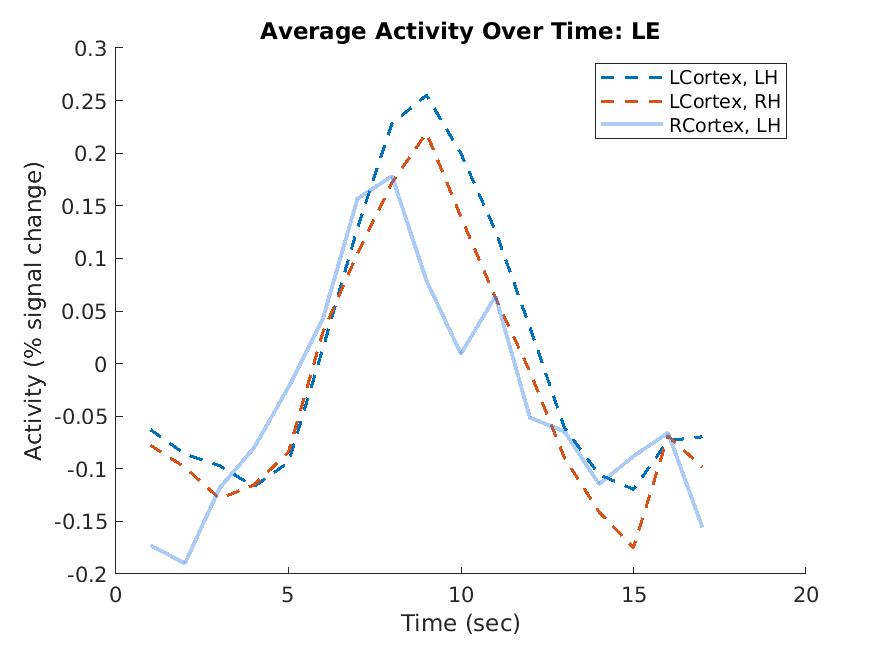 Average Activity Over Time: LE
0.3
0.25
0.2
0.15
0.1
0.05
0
-0.05
-0.1
-0.15
-0.2
Activity (% signal change)
LCortex, LH
LCortex, RH
RCortex, LH
0 5 10 15 20
Time (sec)